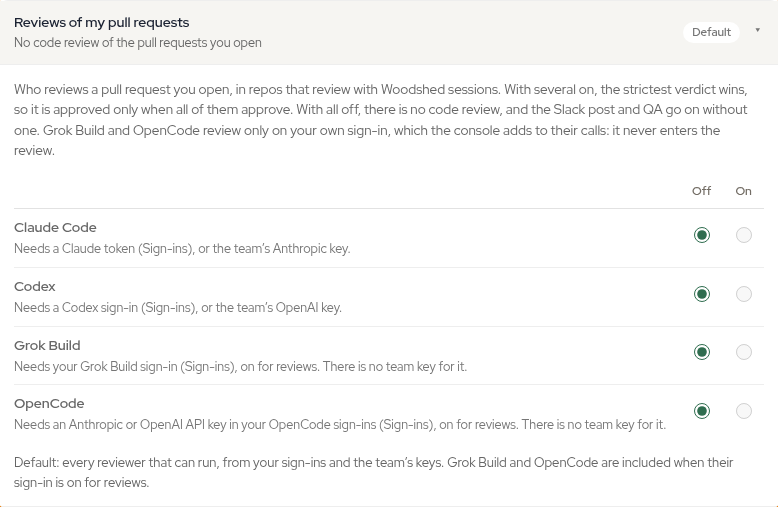 Reviews of my pull requests
No code review of the pull requests you open
Default
Who reviews a pull request you open, in repos that review with Woodshed sessions. With several on, the strictest verdict wins,
so it is approved only when all of them approve. With all off, there is no code review, and the Slack post and QA go on without
one. Grok Build and OpenCode review only on your own sign-in, which the console adds to their calls: it never enters the
review.
Off On
Claude Code
Needs a Claude token (Sign-ins), or the team's Anthropic key.
Codex
Needs a Codex sign-in (Sign-ins), or the team's OpenAI key.
Grok Build
Needs your Grok Build sign-in (Sign-ins), on for reviews. There is no team key for it.
OpenCode
Needs an Anthropic or OpenAI API key in your OpenCode sign-ins (Sign-ins), on for reviews. There is no team key for it.
Default: every reviewer that can run, from your sign-ins and the team's keys. Grok Build and OpenCode are included when their
sign-in is on for reviews.